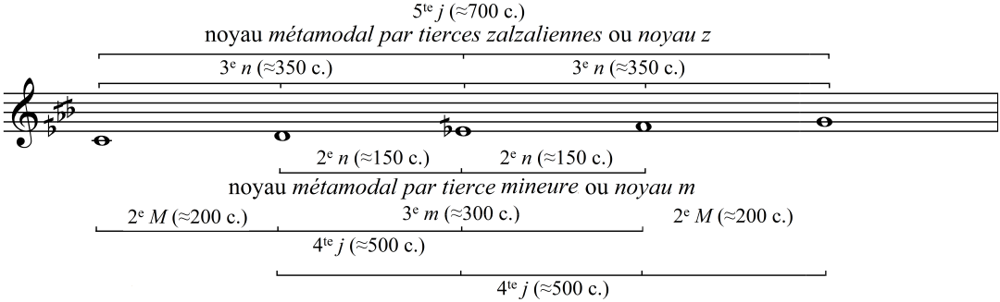 5ᵗᵉ j (≈700 c.)
noyau métamodal par tierces zalzaliennes ou noyau z
3ᵉ n (≈350 c.) 3ᵉ n (≈350 c.)
2ᵉ n (≈150 c.) 2ᵉ n (≈150 c.)
noyau métamodal par tierce mineure ou noyau m
2ᵉ M (≈200 c.) 3ᵉ m (≈300 c.) 2ᵉ M (≈200 c.)
4ᵗᵉ j (≈500 c.)
4ᵗᵉ j (≈500 c.)